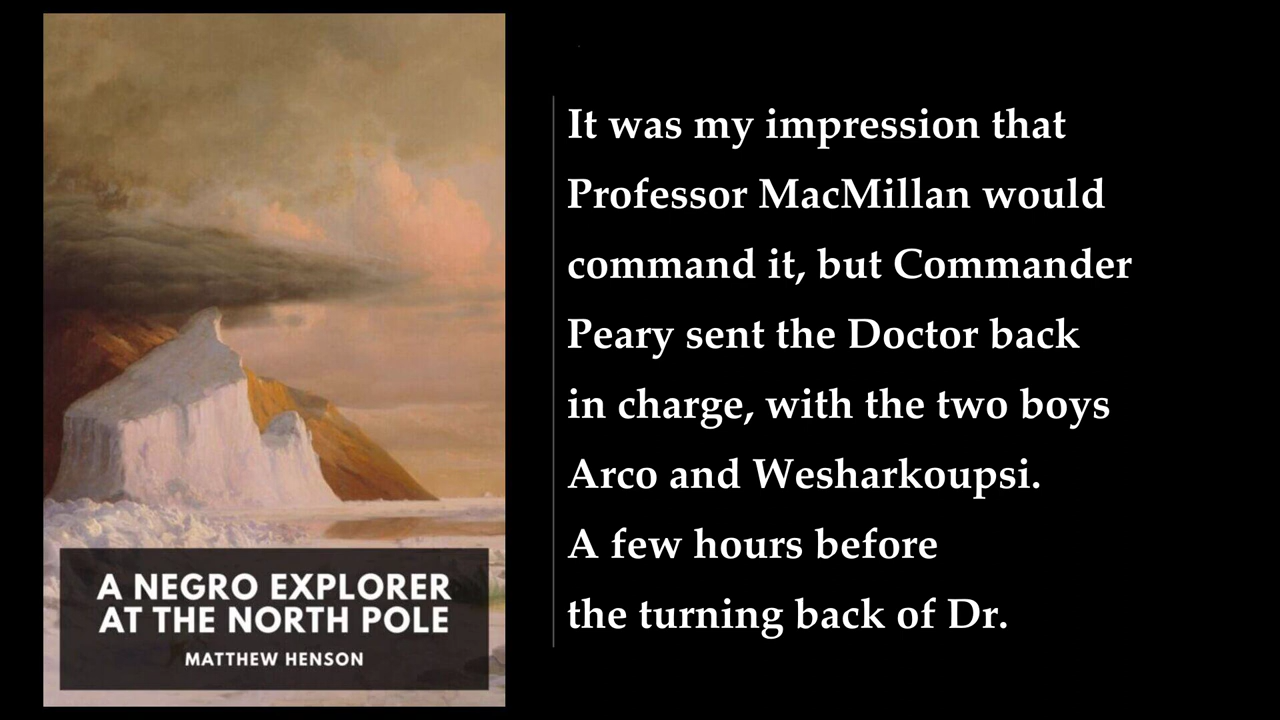 A NEGRO EXPLORER
AT THE NORTH POLE
MATTHEW HENSON
It was my impression that
Professor MacMillan would
command it, but Commander
Peary sent the Doctor back
in charge, with the two boys
Arco and Wesharkoupsi.
A few hours before
the turning back of Dr.